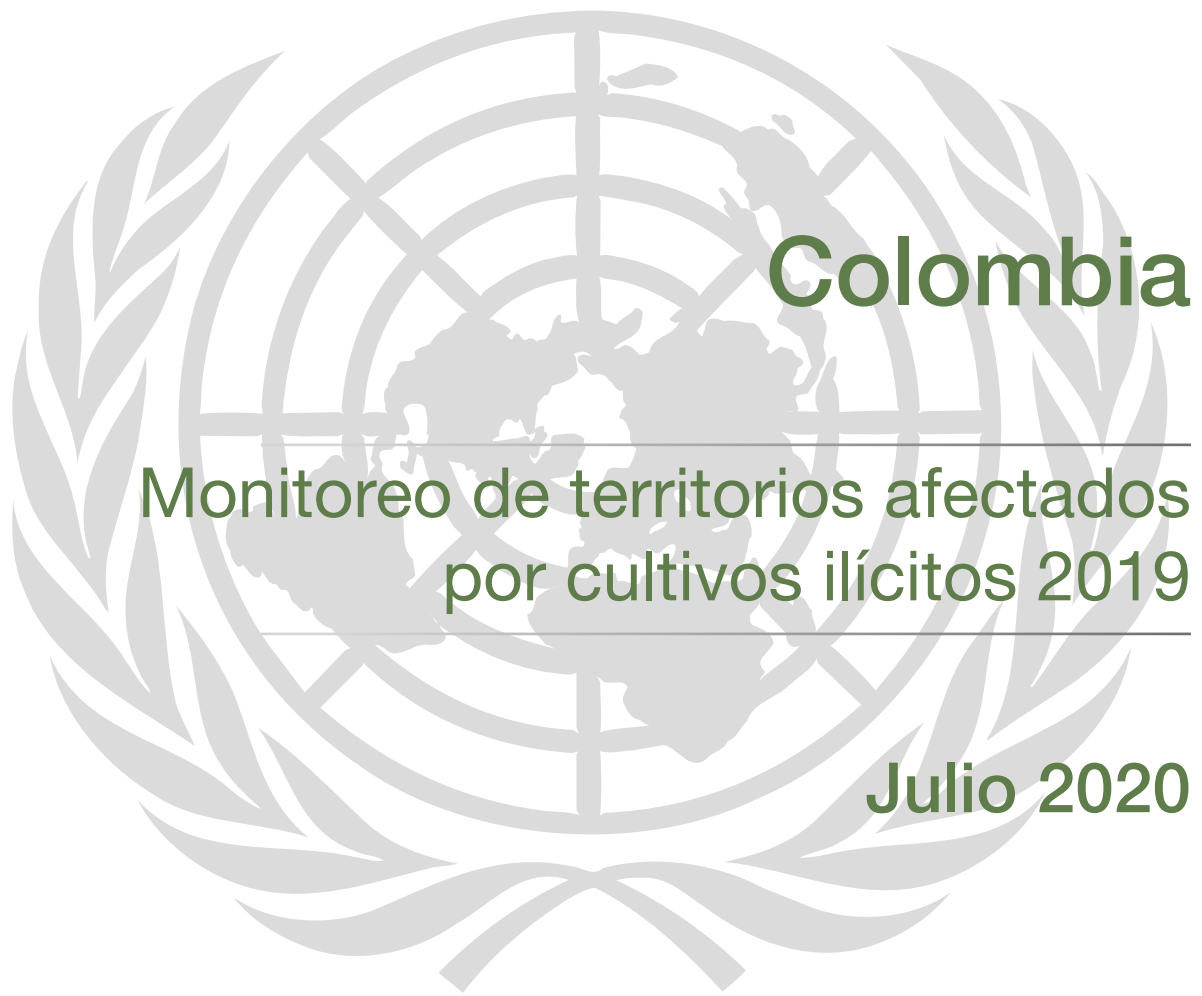 Colombia
Monitoreo de territorios afectados
por cultivos ilícitos 2019
Julio 2020